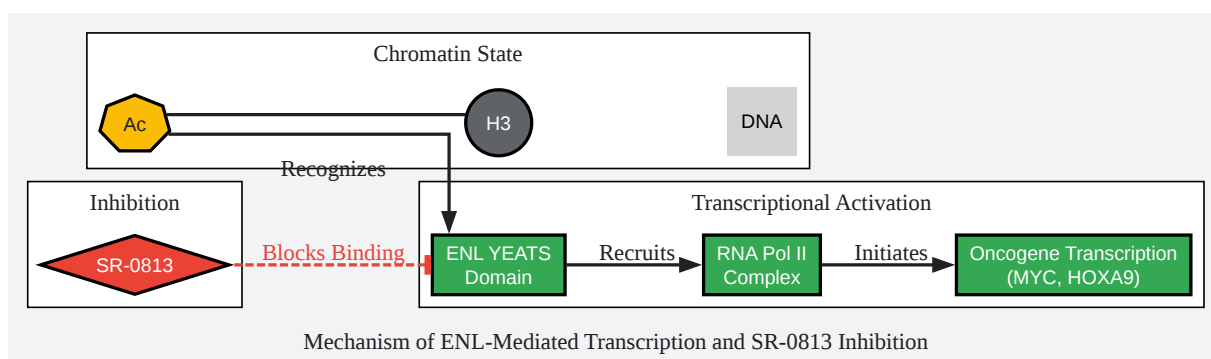 Chromatin State
Ac
H3
DNA
Recognizes
Inhibition
SR-0813
Blocks Binding
Transcriptional Activation
ENL YEATS
Domain
Recruits
RNA Pol II
Complex
Initiates
Oncogene Transcription
(MYC, HOXA9)
Mechanism of ENL-Mediated Transcription and SR-0813 Inhibition